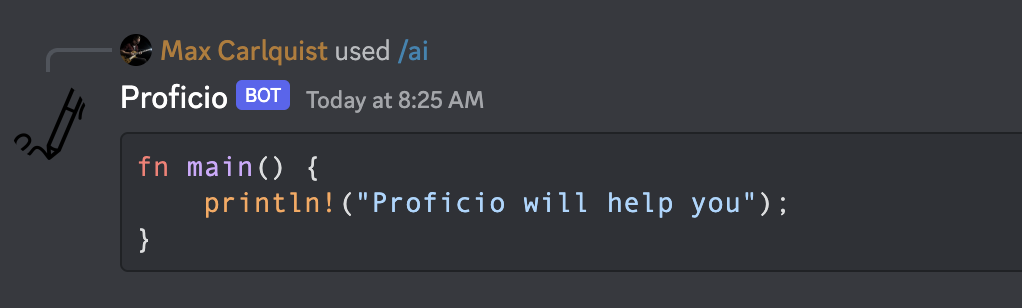 Max Carlquist used /ai
Proficio BOT Today at 8:25 AM
fn main() {
    println!("Proficio will help you");
}